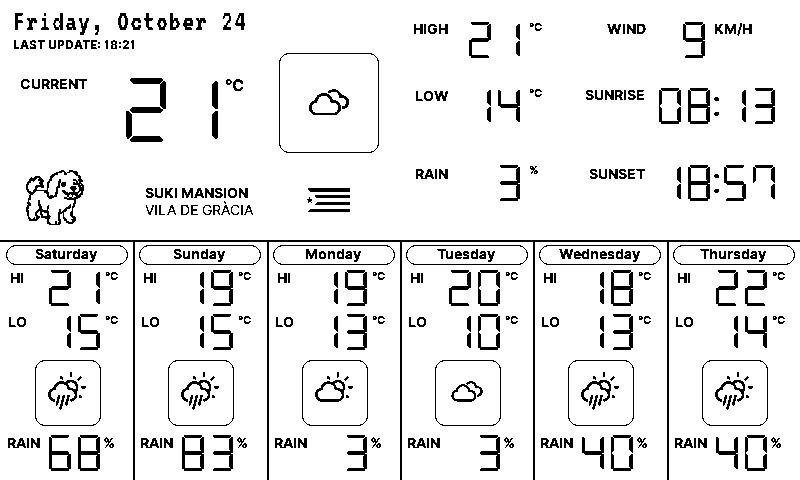 Friday, October 24
LAST UPDATE: 18:21
CURRENT 21 °C
HIGH 21 °C
WIND 9 KM/H
LOW 14 °C
SUNRISE 08:13
RAIN 3 %
SUNSET 18:57
SUKI MANSION
VILA DE GRÀCIA
Saturday
HI 21 °C
LO 15 °C
RAIN 68 %
Sunday
HI 19 °C
LO 15 °C
RAIN 83 %
Monday
HI 19 °C
LO 13 °C
RAIN 3 %
Tuesday
HI 20 °C
LO 10 °C
RAIN 3 %
Wednesday
HI 18 °C
LO 13 °C
RAIN 40 %
Thursday
HI 22 °C
LO 14 °C
RAIN 40 %